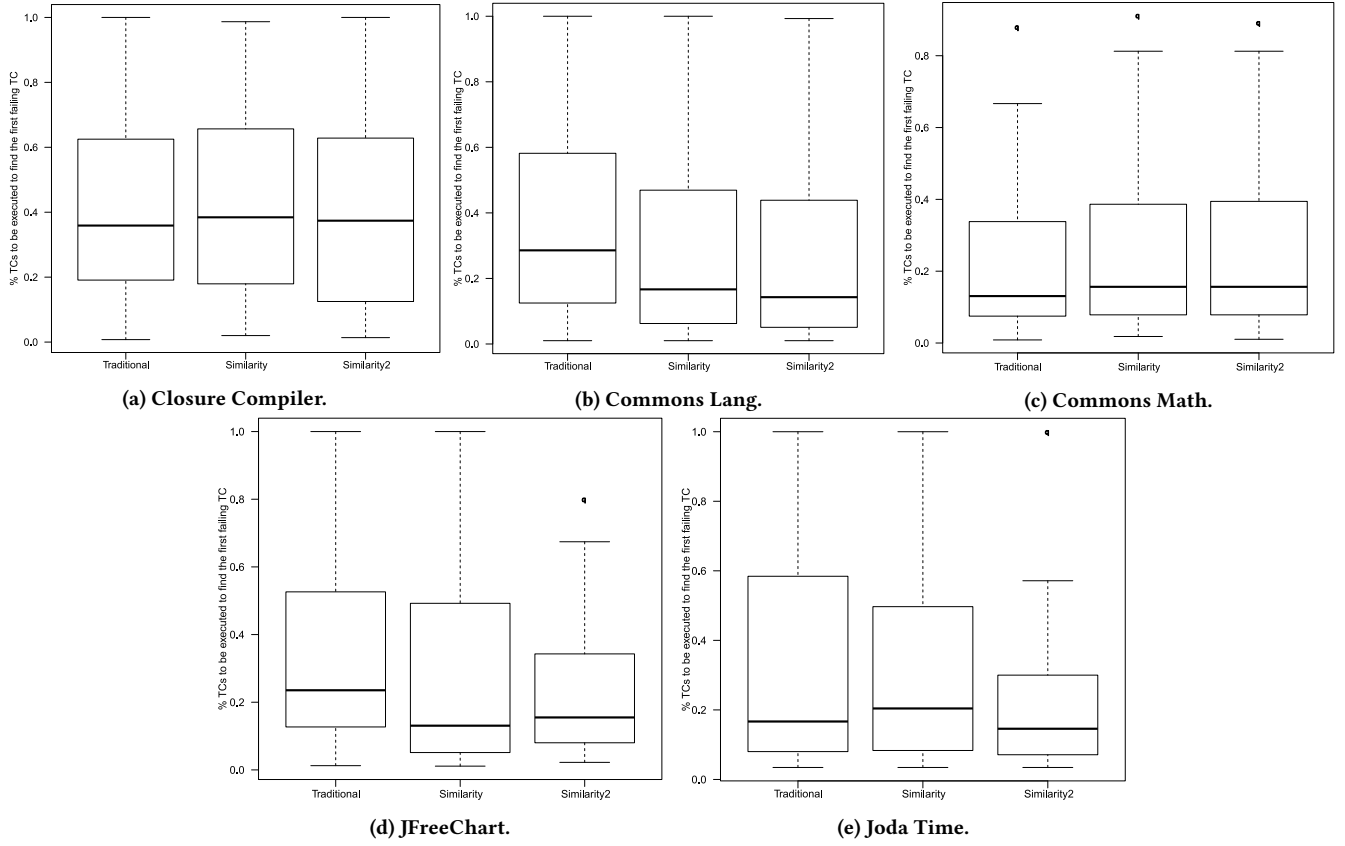 % TCs to be executed to find the first failing TC
1.0
0.8
0.6
0.4
0.2
0.0
Traditional
Similarity
Similarity2
(a) Closure Compiler.
% TCs to be executed to find the first failing TC
1.0
0.8
0.6
0.4
0.2
0.0
Traditional
Similarity
Similarity2
(b) Commons Lang.
% TCs to be executed to find the first failing TC
0.8
0.6
0.4
0.2
0.0
q
q
q
Traditional
Similarity
Similarity2
(c) Commons Math.
% TCs to be executed to find the first failing TC
1.0
0.8
0.6
0.4
0.2
0.0
q
Traditional
Similarity
Similarity2
(d) JFreeChart.
% TCs to be executed to find the first failing TC
1.0
0.8
0.6
0.4
0.2
0.0
q
Traditional
Similarity
Similarity2
(e) Joda Time.